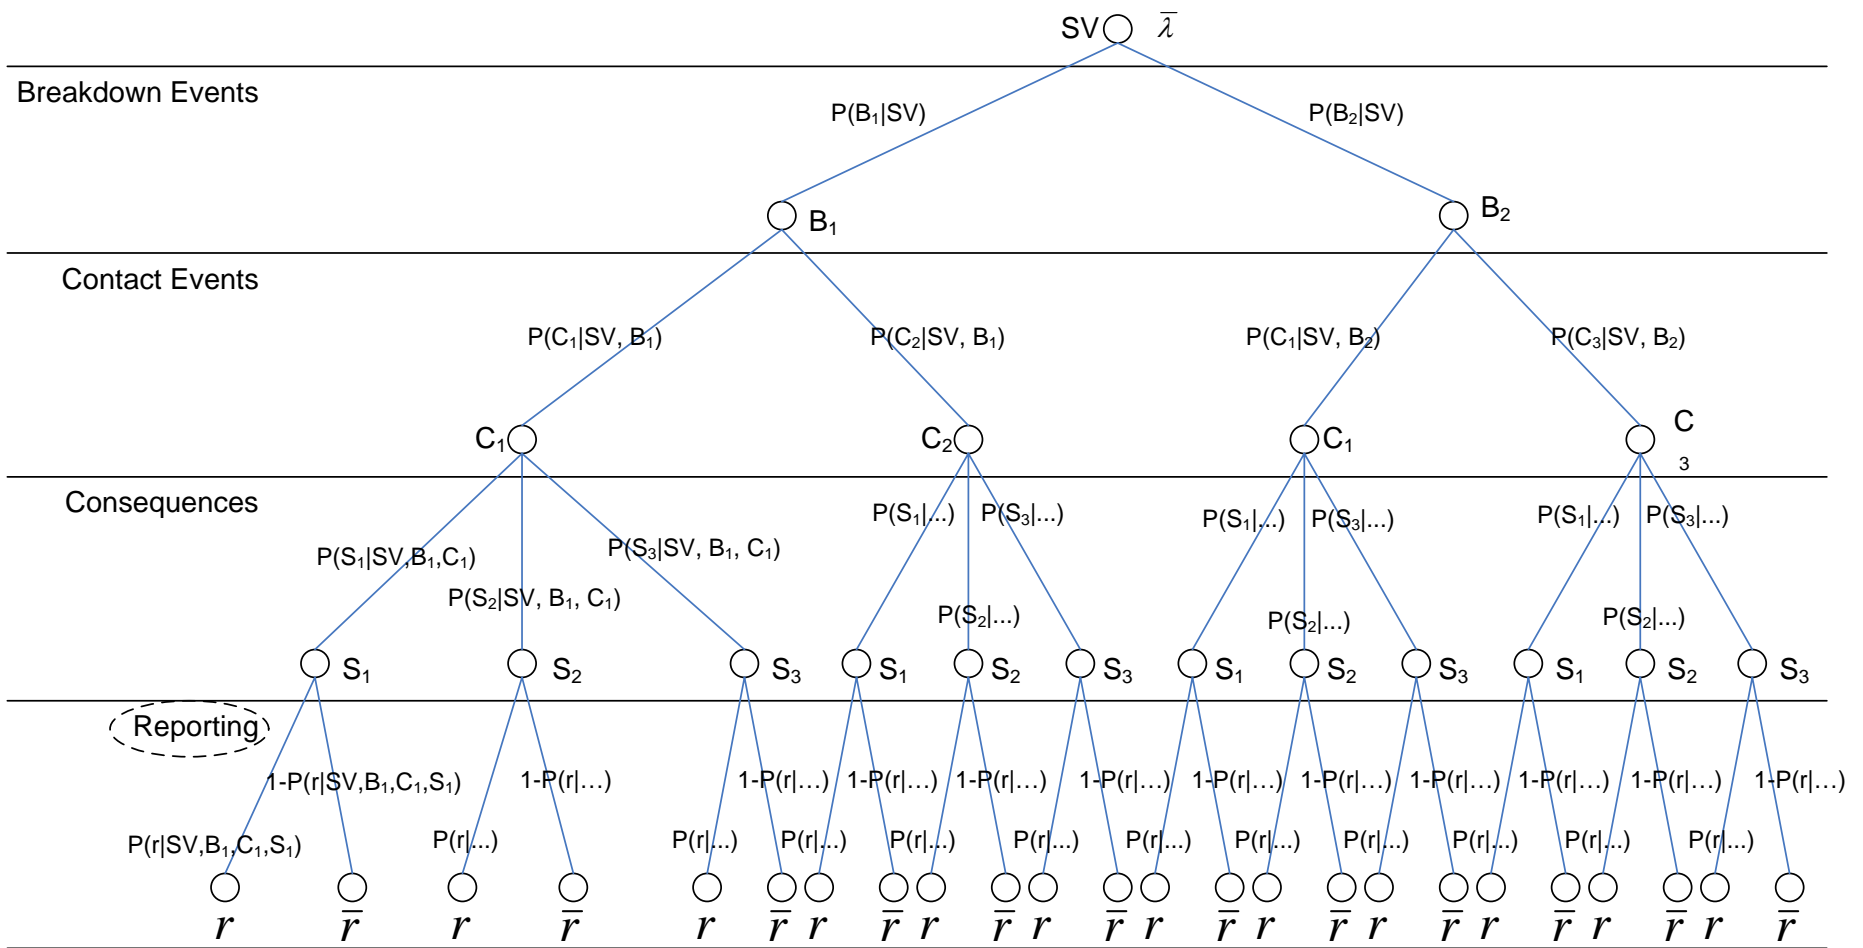 SV λ̅
Breakdown Events
P(B₁|SV) P(B₂|SV)
B₁ B₂
Contact Events
P(C₁|SV, B₁) P(C₂|SV, B₁) P(C₁|SV, B₂) P(C₃|SV, B₂)
C₁ C₂ C₁ C
3
Consequences
P(S₁|...) P(S₃|...) P(S₁|...) P(S₃|...) P(S₁|...) P(S₃|...)
P(S₁|SV,B₁,C₁) P(S₃|SV, B₁, C₁)
P(S₂|SV, B₁, C₁) P(S₂|...) P(S₂|...) P(S₂|...)
S₁ S₂ S₃ S₁ S₂ S₃ S₁ S₂ S₃ S₁ S₂ S₃
Reporting
1-P(r|SV,B₁,C₁,S₁) 1-P(r|...) 1-P(r|...) 1-P(r|...) 1-P(r|...) 1-P(r|...) 1-P(r|...) 1-P(r|...) 1-P(r|...) 1-P(r|...) 1-P(r|...) 1-P(r|...)
P(r|SV,B₁,C₁,S₁) P(r|...) P(r|...) P(r|...) P(r|...) P(r|...) P(r|...) P(r|...) P(r|...) P(r|...) P(r|...) P(r|...)
r r̅ r r̅ r r̅ r r̅ r r̅ r r̅ r r̅ r r̅ r r̅ r r̅ r r̅ r r̅